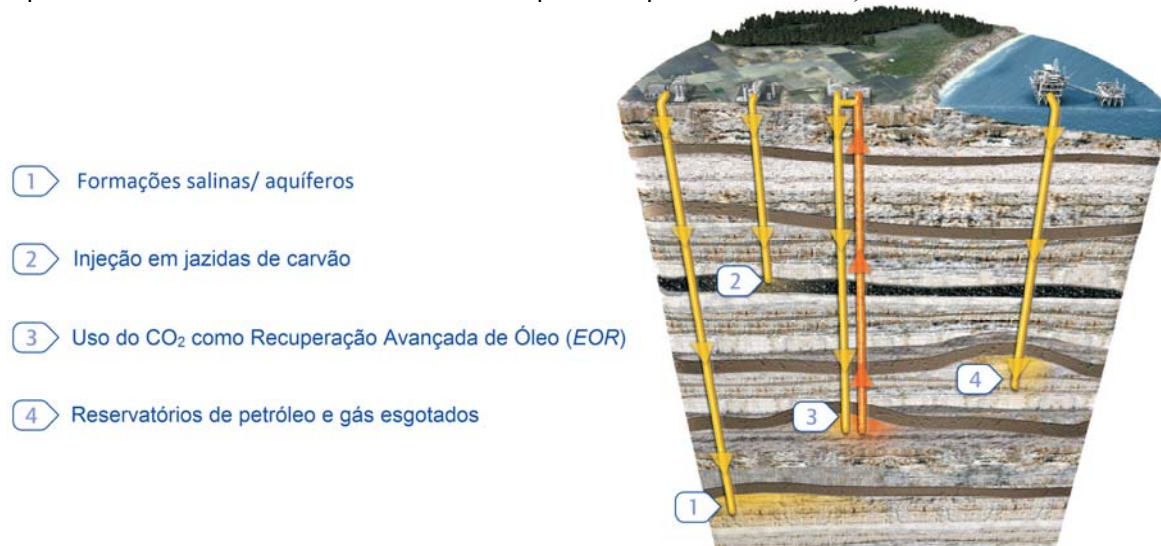 1 Formações salinas/ aquíferos
2 Injeção em jazidas de carvão
3 Uso do CO₂ como Recuperação Avançada de Óleo (EOR)
4 Reservatórios de petróleo e gás esgotados
2
4
3
1